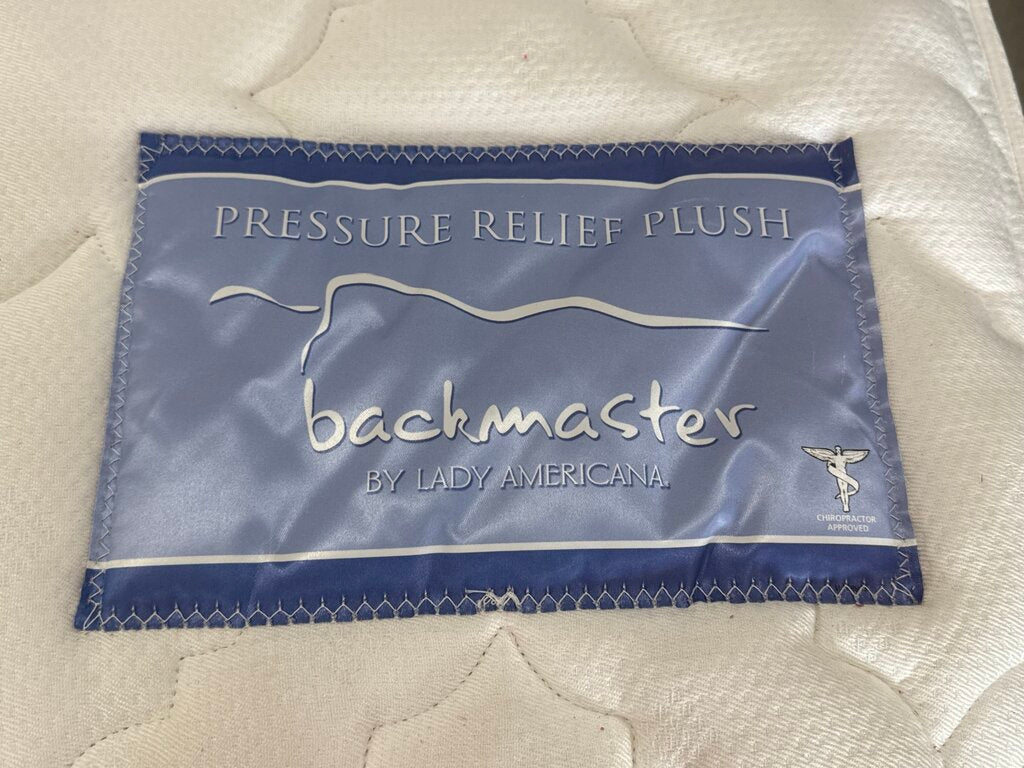 PRESSURE RELIEF PLUSH
backmaster
BY LADY AMERICANA.
CHIROPRACTOR
APPROVED